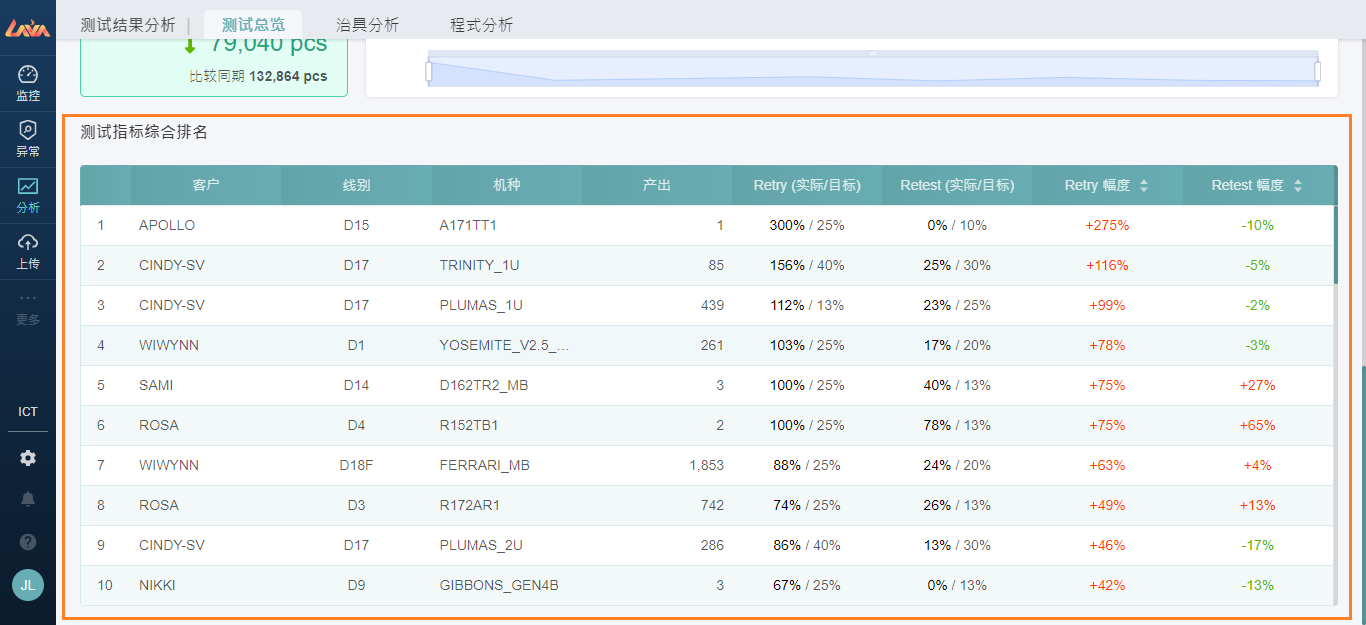 LAVA
测试结果分析 | 测试总览 治具分析 程式分析
79,040 pcs
比较同期 132,864 pcs
监控
异常
分析
上传
更多
ICT
JL
测试指标综合排名
客户 线别 机种 产出 Retry (实际/目标) Retest (实际/目标) Retry 幅度 Retest 幅度
1 APOLLO D15 A171TT1 1 300% / 25% 0% / 10% +275% -10%
2 CINDY-SV D17 TRINITY_1U 85 156% / 40% 25% / 30% +116% -5%
3 CINDY-SV D17 PLUMAS_1U 439 112% / 13% 23% / 25% +99% -2%
4 WIWYNN D1 YOSEMITE_V2.5_... 261 103% / 25% 17% / 20% +78% -3%
5 SAMI D14 D162TR2_MB 3 100% / 25% 40% / 13% +75% +27%
6 ROSA D4 R152TB1 2 100% / 25% 78% / 13% +75% +65%
7 WIWYNN D18F FERRARI_MB 1,853 88% / 25% 24% / 20% +63% +4%
8 ROSA D3 R172AR1 742 74% / 25% 26% / 13% +49% +13%
9 CINDY-SV D17 PLUMAS_2U 286 86% / 40% 13% / 30% +46% -17%
10 NIKKI D9 GIBBONS_GEN4B 3 67% / 25% 0% / 13% +42% -13%